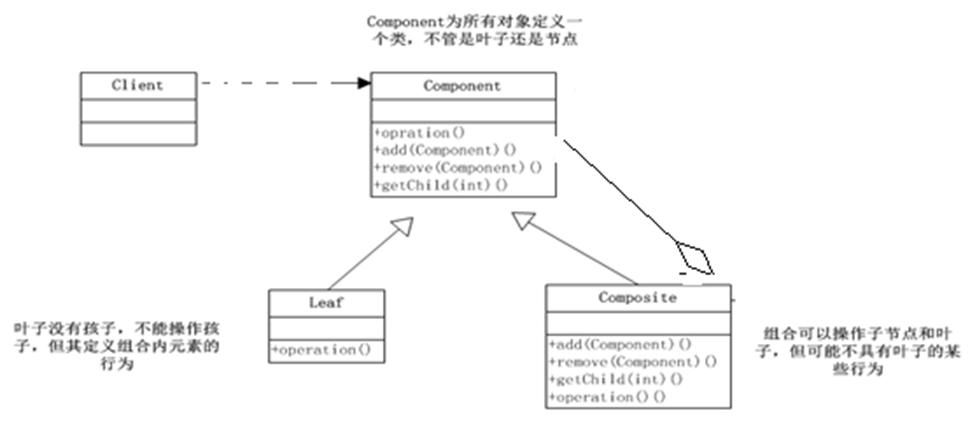 Component为所有对象定义一
个类，不管是叶子还是节点
Client
Component
+opration()
+add(Component)()
+remove(Component)()
+getChild(int)()
Leaf
+operation()
Composite
+add(Component)()
+remove(Component)()
+getChild(int)()
+operation()()
叶子没有孩子，不能操作孩
子，但其定义组合内元素的
行为
组合可以操作子节点和叶
子，但可能不具有叶子的某
些行为